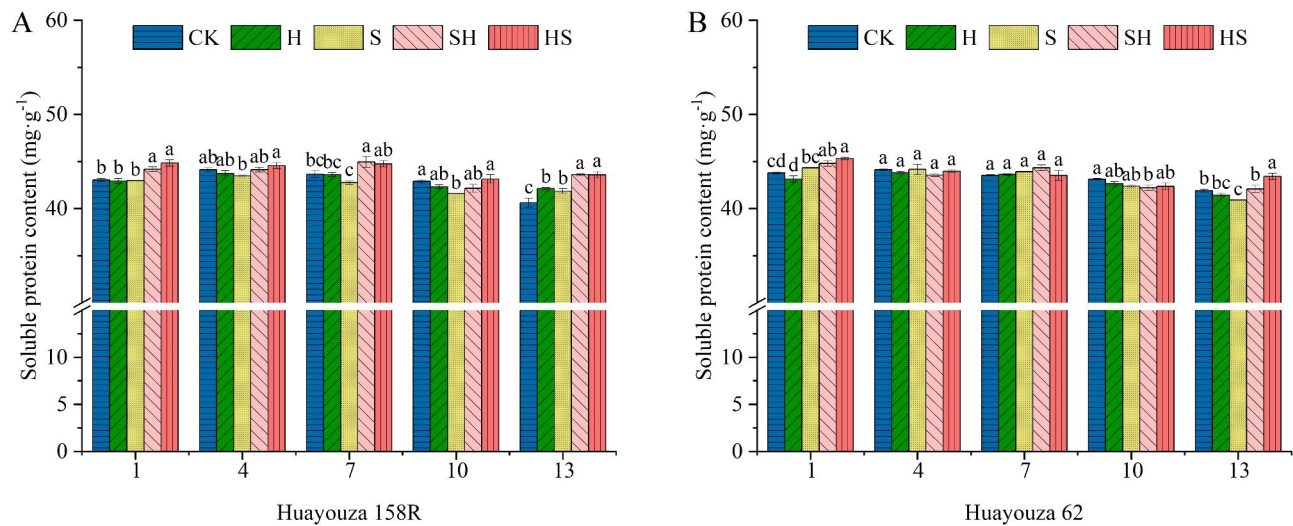 A
CK H S SH HS
Soluble protein content (mg·g⁻¹)
60
50
40
10
5
0
b b b a a
ab ab b ab a
bc bc c a ab
a ab b ab a
c b b a a
1 4 7 10 13
Huayouza 158R
B
CK H S SH HS
Soluble protein content (mg·g⁻¹)
60
50
40
10
5
0
cd d bc ab a
a a a a a
a a a a a
a ab ab b ab
b bc c b a
1 4 7 10 13
Huayouza 62